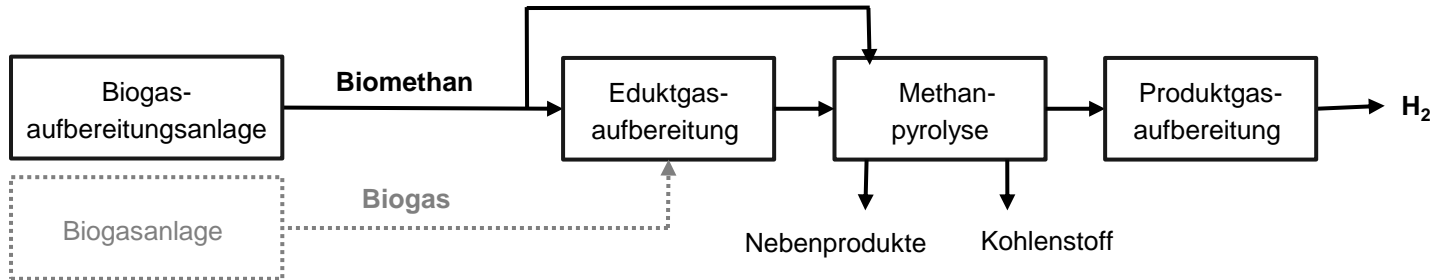 Biogas-
aufbereitungsanlage
Biomethan
Eduktgas-
aufbereitung
Methan-
pyrolyse
Produktgas-
aufbereitung
H₂
Biogasanlage
Biogas
Nebenprodukte
Kohlenstoff